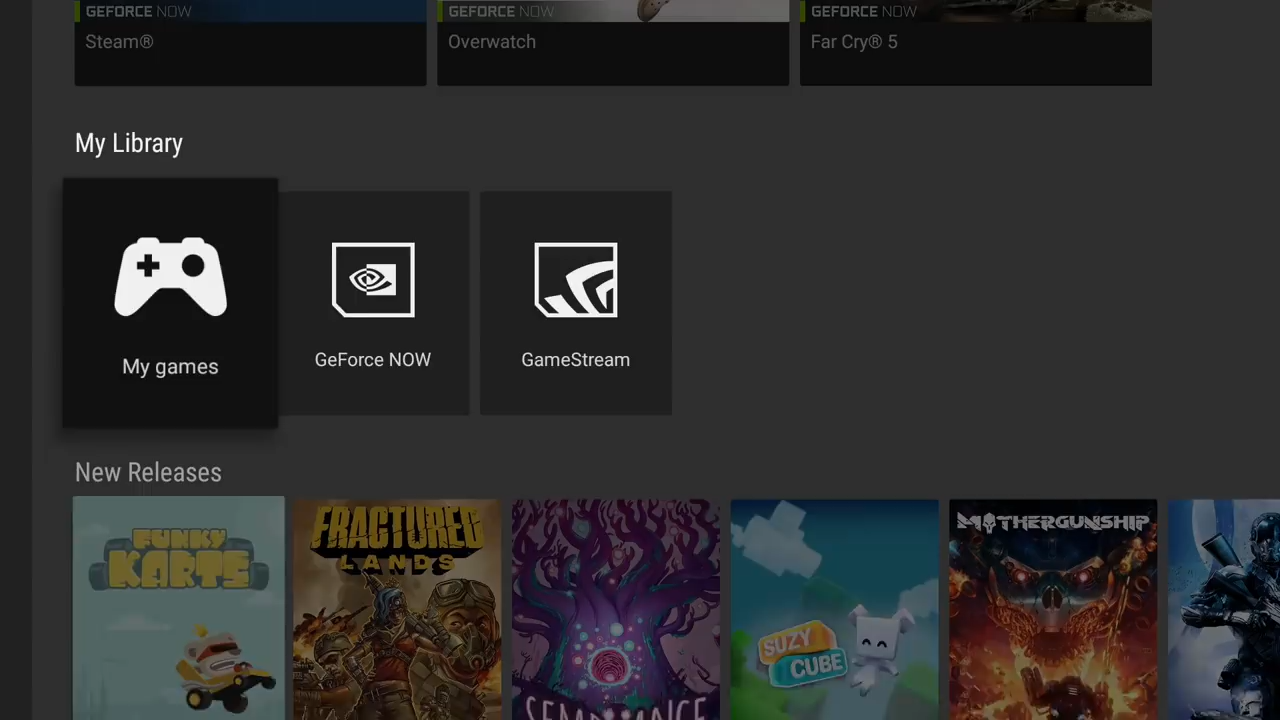 GEFORCE NOW
GEFORCE NOW
GEFORCE NOW
Steam®
Overwatch
Far Cry® 5
My Library
My games
GeForce NOW
GameStream
New Releases
FUNKY
KARTS
FRACTURED
LANDS
SEMBLANCE
SUZY
CUBE
MOTHERGUNSHIP